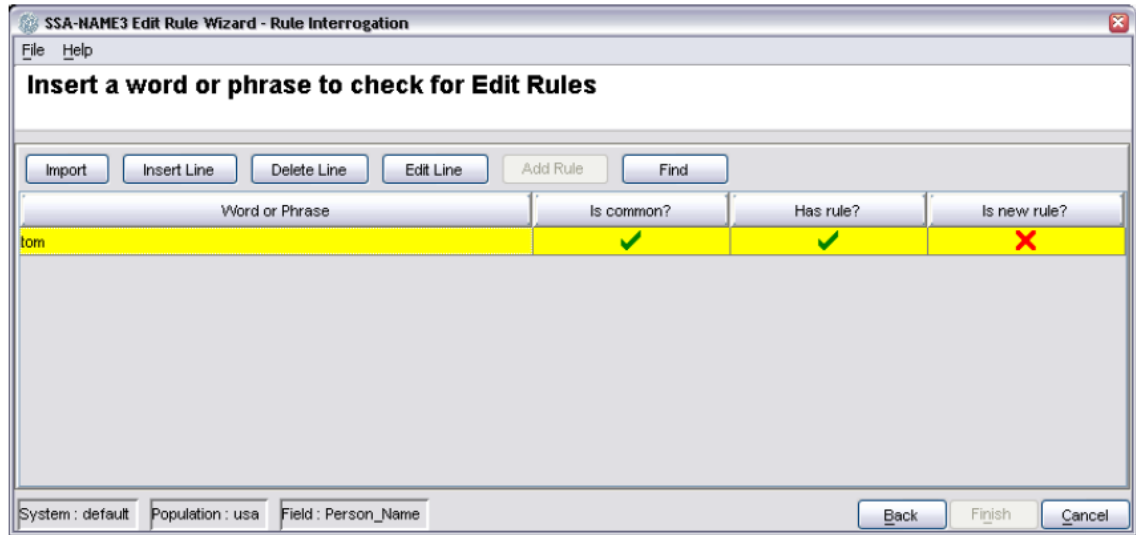 SSA-NAME3 Edit Rule Wizard - Rule Interrogation
File Help
Insert a word or phrase to check for Edit Rules
Import Insert Line Delete Line Edit Line Add Rule Find
Word or Phrase Is common? Has rule? Is new rule?
tom
System : default Population : usa Field : Person_Name Back Finish Cancel